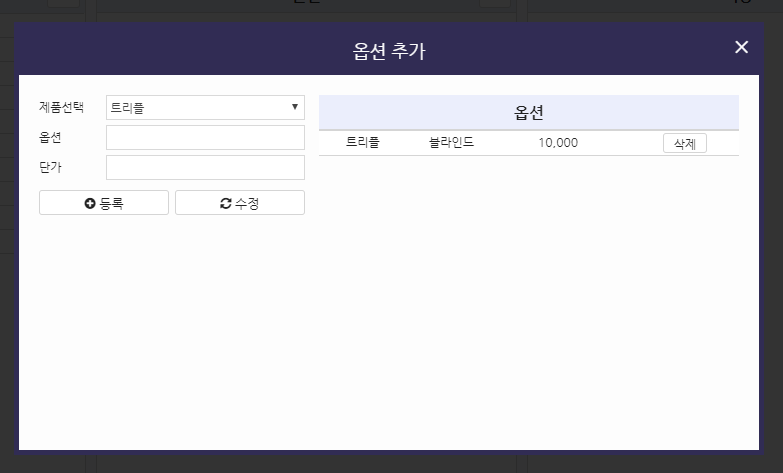 옵션 추가
제품선택 트리플
옵션
단가
등록 수정
옵션
트리플 블라인드 10,000 삭제